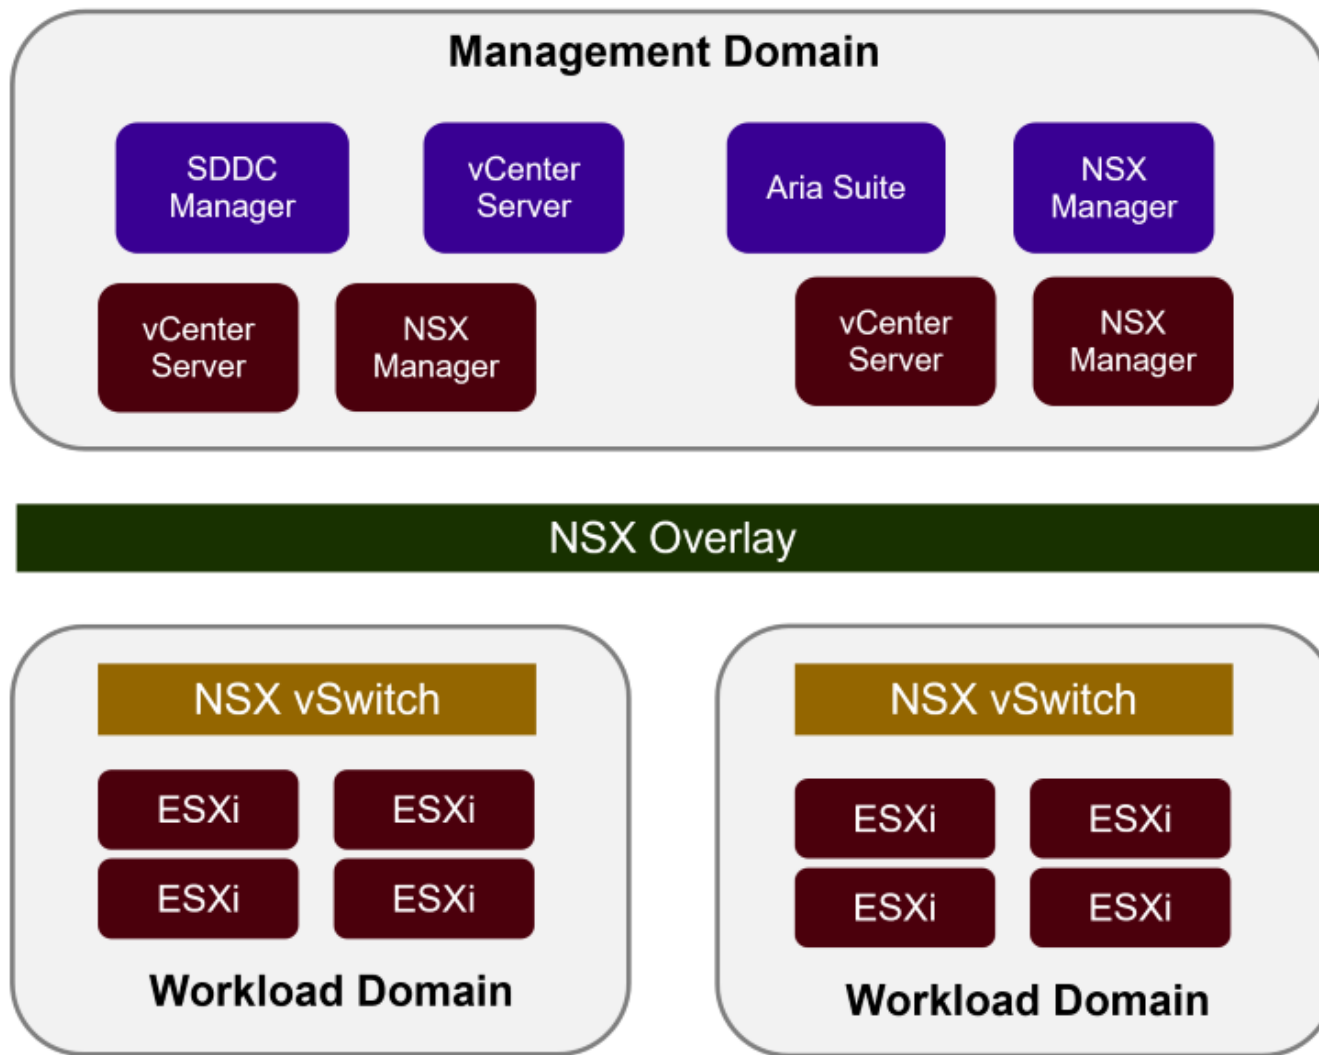 Management Domain
SDDC
Manager
vCenter
Server
Aria Suite
NSX
Manager
vCenter
Server
NSX
Manager
vCenter
Server
NSX
Manager
NSX Overlay
NSX vSwitch
ESXi
ESXi
ESXi
ESXi
Workload Domain
NSX vSwitch
ESXi
ESXi
ESXi
ESXi
Workload Domain